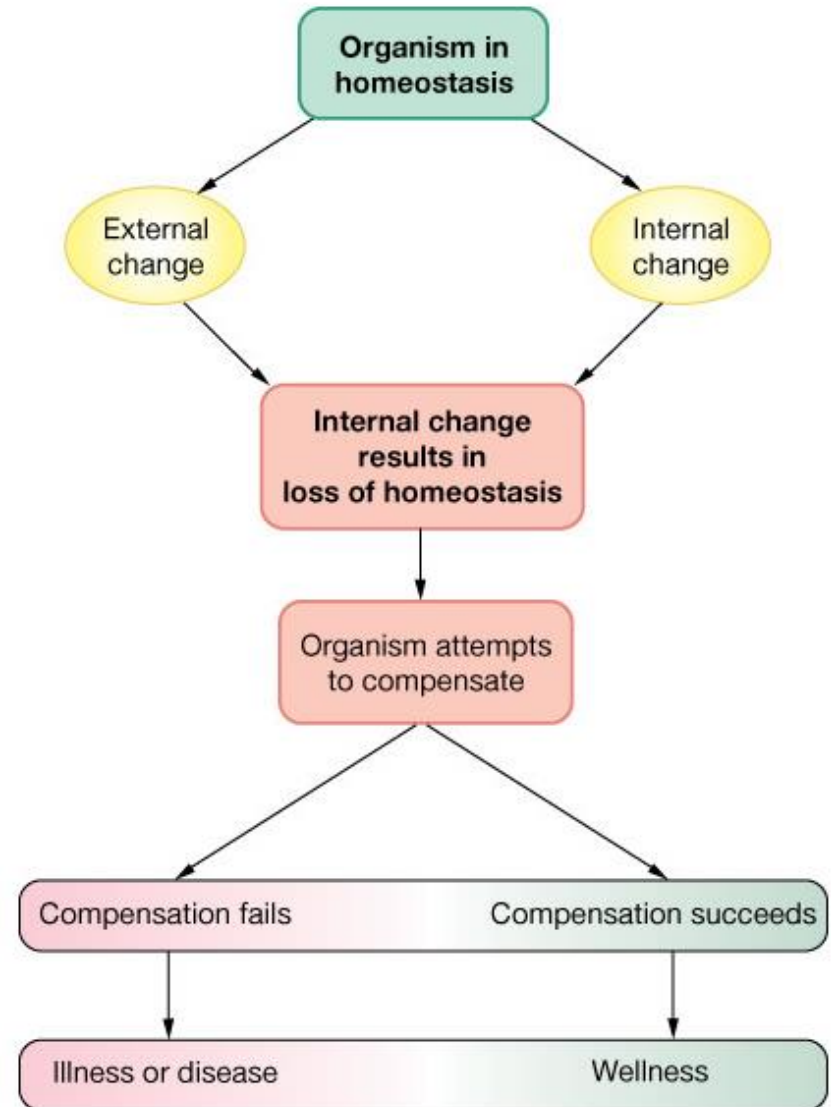 Organism in
homeostasis
External
change
Internal
change
Internal change
results in
loss of homeostasis
Organism attempts
to compensate
Compensation fails
Compensation succeeds
Illness or disease
Wellness